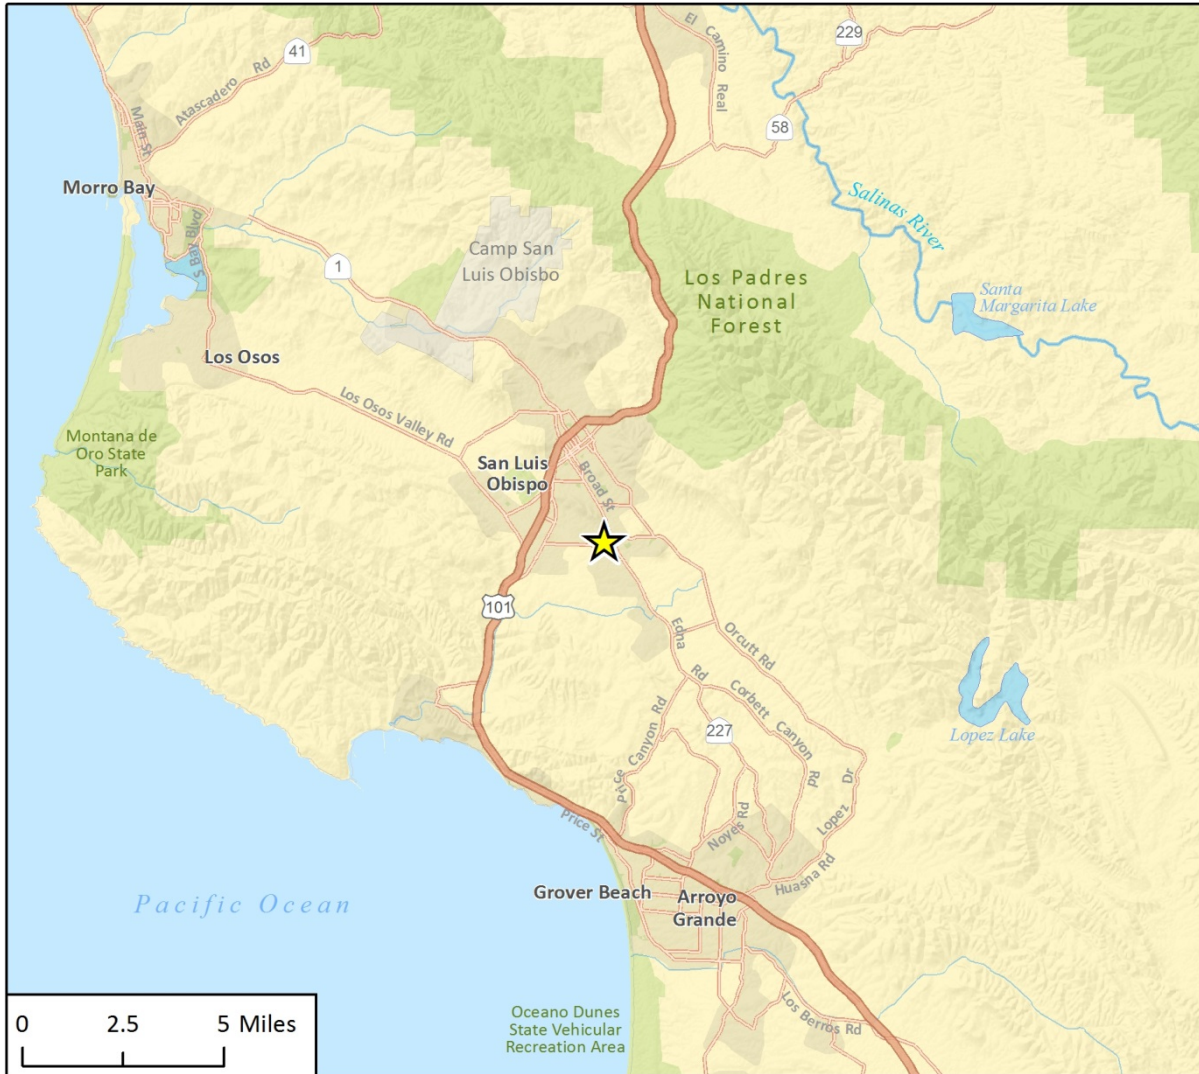 El Camino Real
229
41
Atascadero Rd
58
Main St
Morro Bay
Salinas River
S Bay Blvd
Camp San
Luis Obisbo
1
Los Padres
National
Forest
Santa
Margarita Lake
Los Osos
Los Osos Valley Rd
Montana de
Oro State
Park
San Luis
Obispo
Broad St
101
Edna Rd
Orcutt Rd
Corbett Canyon Rd
227
Lopez Lake
Price Canyon Rd
Lopez Dr
Price St
Noyes Rd
Huasna Rd
Grover Beach
Arroyo
Grande
Pacific Ocean
Los Berros Rd
Oceano Dunes
State Vehicular
Recreation Area
0 2.5 5 Miles